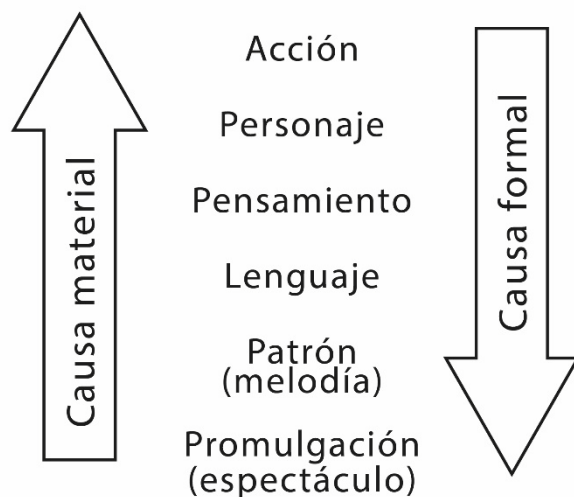 Acción
Personaje
Pensamiento
Lenguaje
Patrón
(melodía)
Promulgación
(espectáculo)
Causa material
Causa formal